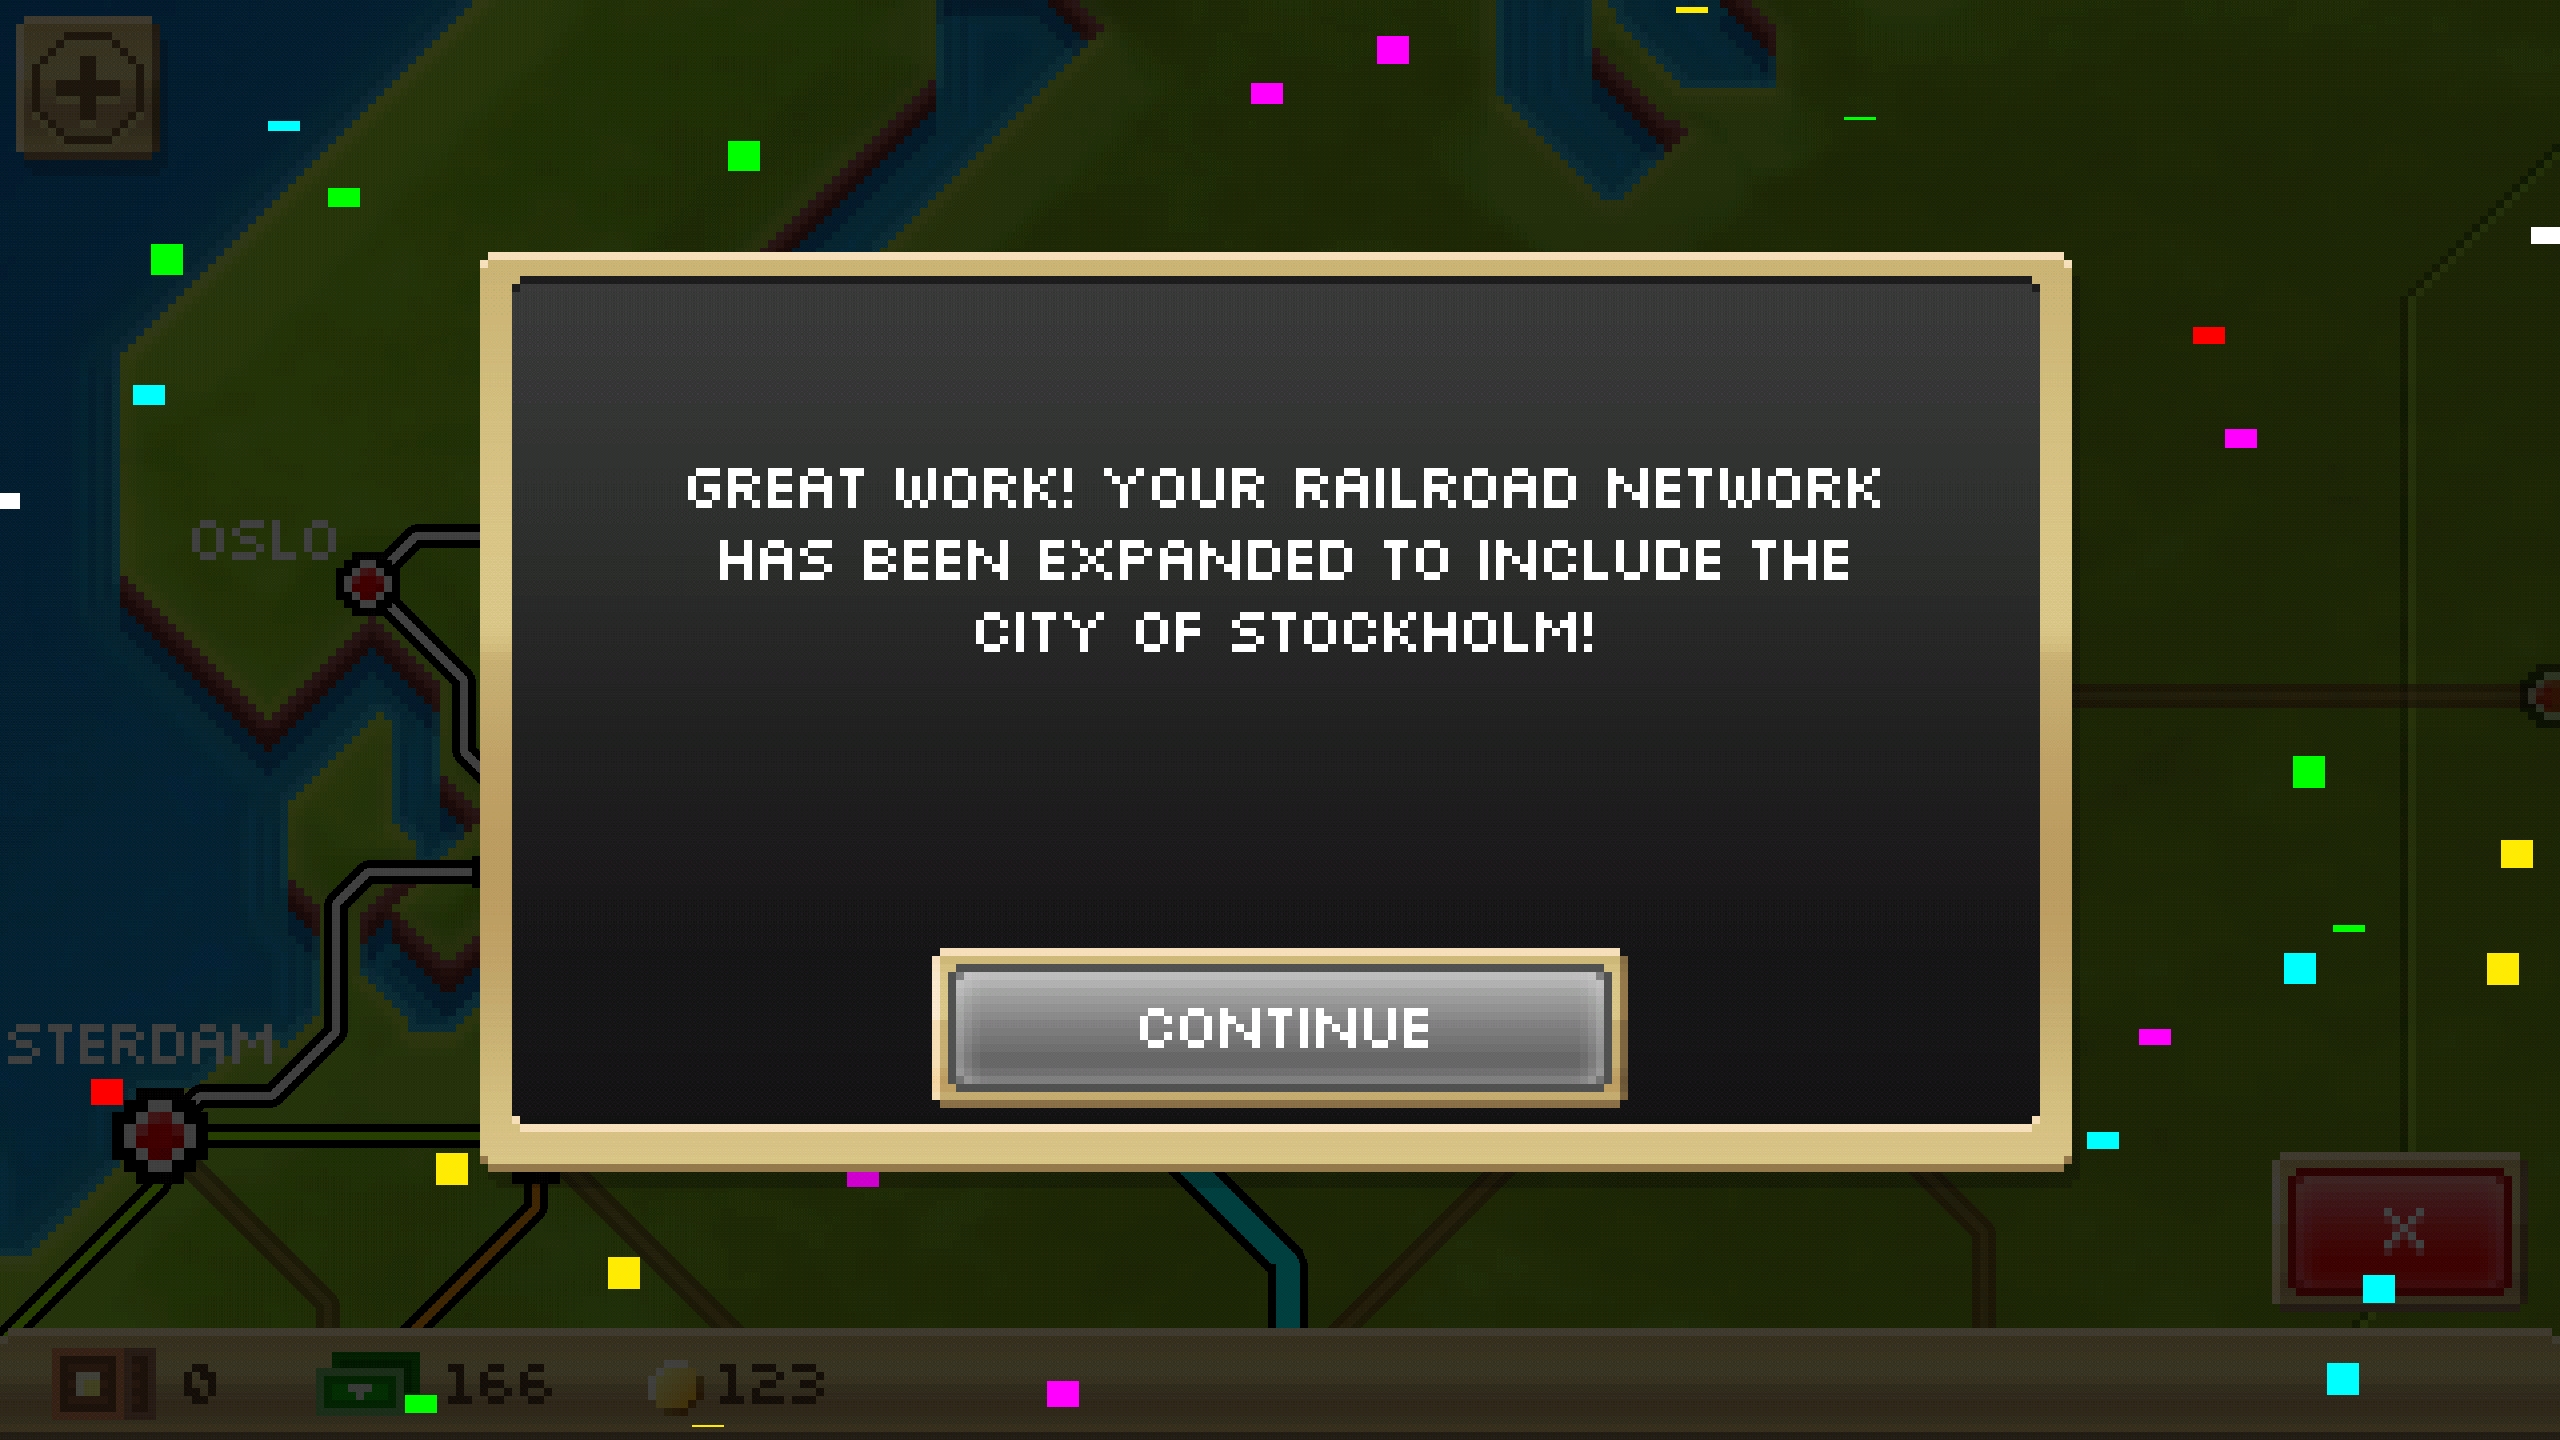 OSLO
GREAT WORK! YOUR RAILROAD NETWORK
HAS BEEN EXPANDED TO INCLUDE THE
CITY OF STOCKHOLM!
STERDAM
CONTINUE
X
0 166 123